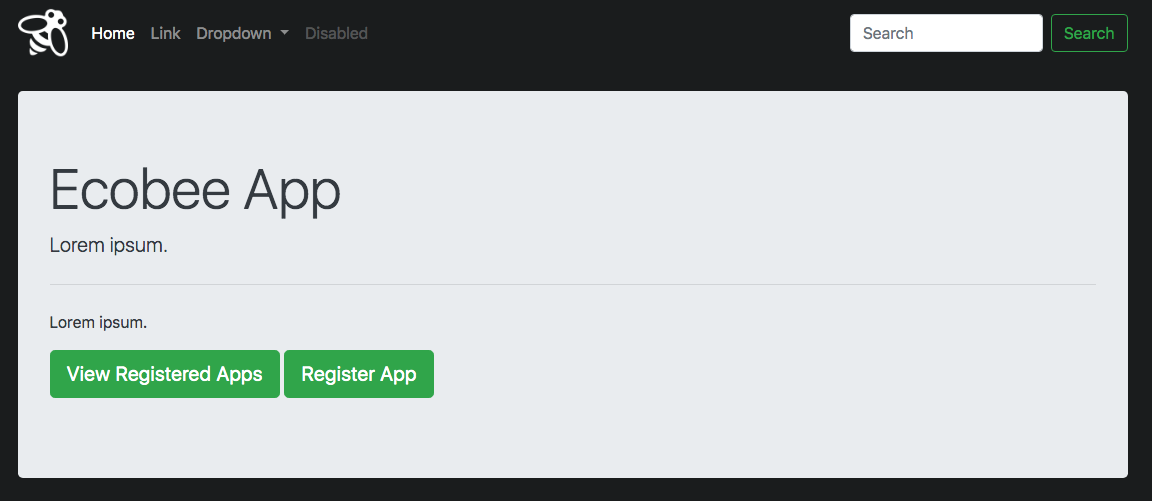 Home Link Dropdown Disabled Search Search
Ecobee App
Lorem ipsum.
Lorem ipsum.
View Registered Apps Register App